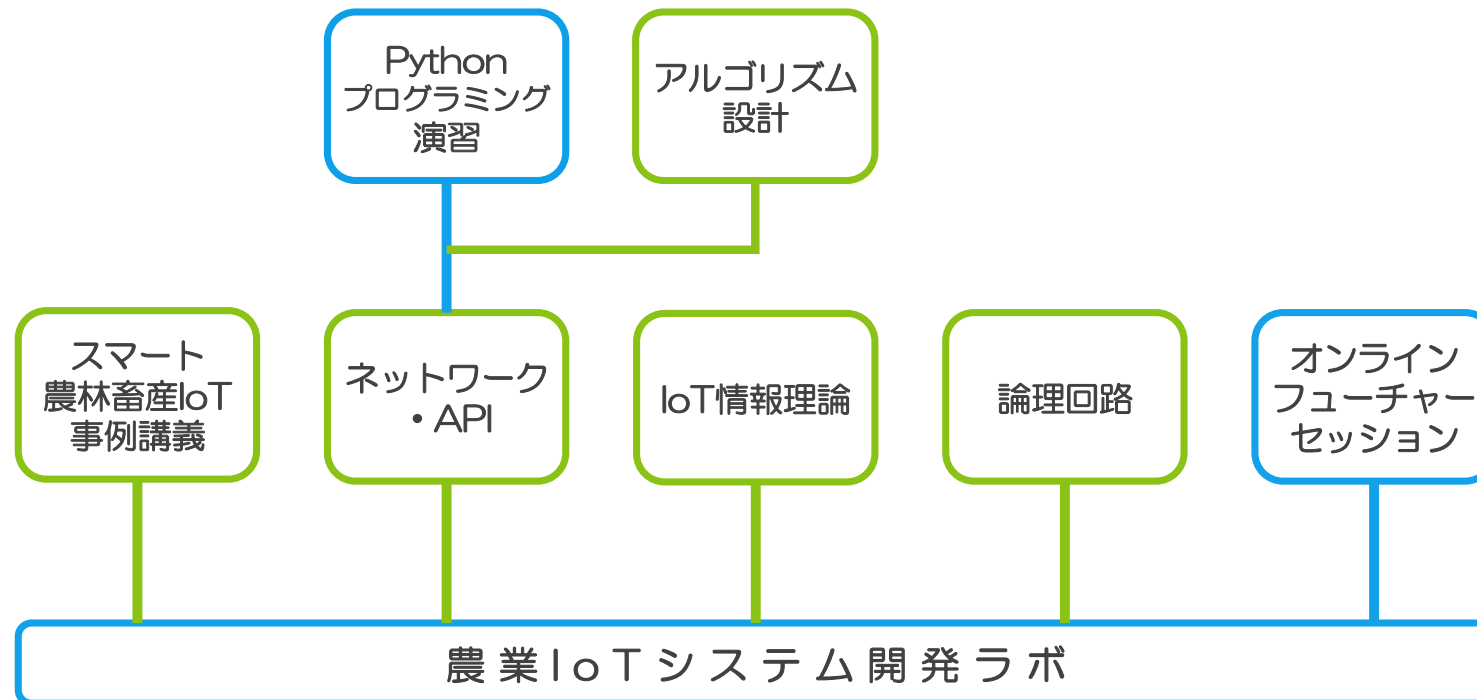 Python
プログラミング
演習
アルゴリズム
設計
スマート
農林畜産IoT
事例講義
ネットワーク
・API
IoT情報理論
論理回路
オンライン
フューチャー
セッション
農業IoTシステム開発ラボ